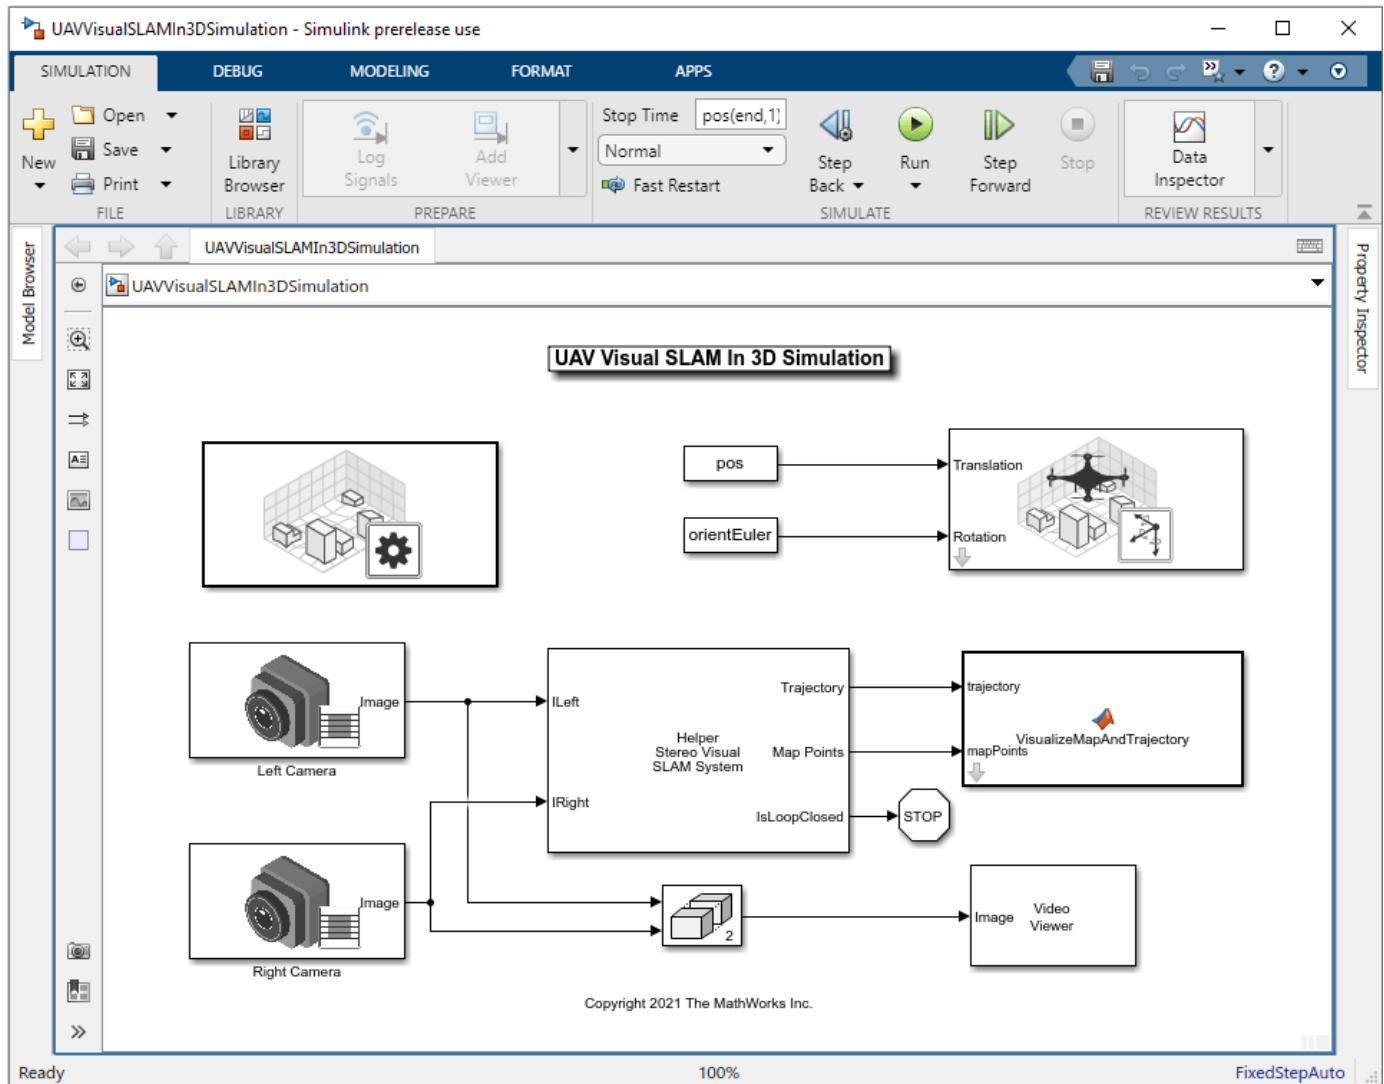 UAVVisualSLAMIn3DSimulation - Simulink prerelease use
SIMULATION
DEBUG
MODELING
FORMAT
APPS
New
Open
Save
Print
FILE
Library
Browser
LIBRARY
Log
Signals
Add
Viewer
PREPARE
Stop Time
pos(end,1)
Normal
Fast Restart
Step
Back
Run
Step
Forward
Stop
SIMULATE
Data
Inspector
REVIEW RESULTS
Model Browser
UAVVisualSLAMIn3DSimulation
Property Inspector
UAVVisualSLAMIn3DSimulation
UAV Visual SLAM In 3D Simulation
pos
orientEuler
Translation
Rotation
Image
Left Camera
ILeft
IRight
Helper
Stereo Visual
SLAM System
Trajectory
Map Points
IsLoopClosed
trajectory
VisualizeMapAndTrajectory
mapPoints
STOP
Image
Right Camera
2
Image
Video
Viewer
Copyright 2021 The MathWorks Inc.
Ready
100%
FixedStepAuto